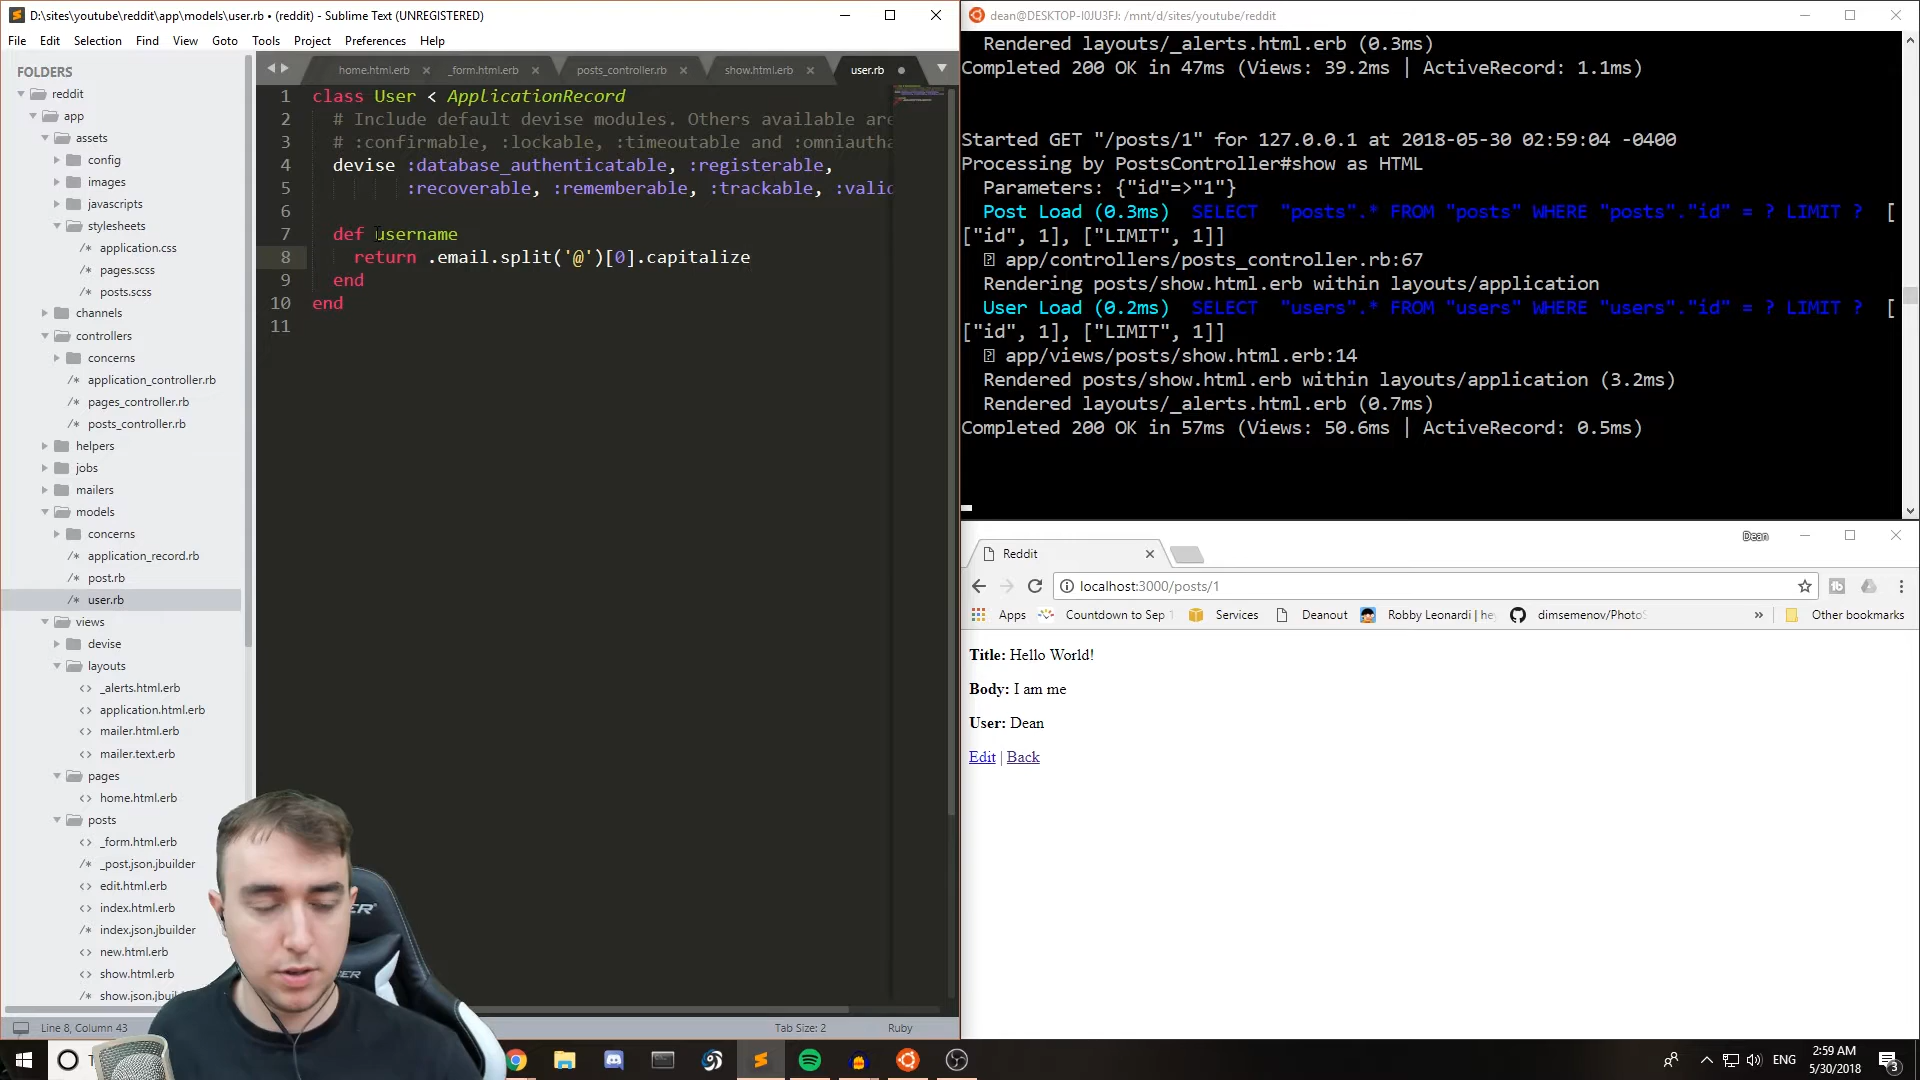 D:\sites\youtube\reddit\app\models\user.rb • (reddit) - Sublime Text (UNREGISTERED)
File Edit Selection Find View Goto Tools Project Preferences Help
FOLDERS
reddit
app
assets
config
images
javascripts
stylesheets
/* application.css
/* pages.scss
/* posts.scss
channels
controllers
concerns
/* application_controller.rb
/* pages_controller.rb
/* posts_controller.rb
helpers
jobs
mailers
models
concerns
/* application_record.rb
/* post.rb
/* user.rb
views
devise
layouts
<> _alerts.html.erb
<> application.html.erb
<> mailer.html.erb
<> mailer.text.erb
pages
<> home.html.erb
posts
<> _form.html.erb
/* _post.json.jbuilder
<> edit.html.erb
<> index.html.erb
/* index.json.jbuilder
<> new.html.erb
<> show.html.erb
/* show.json.jbuil
home.html.erb _form.html.erb posts_controller.rb show.html.erb user.rb
1 class User < ApplicationRecord
2 # Include default devise modules. Others available are
3 # :confirmable, :lockable, :timeoutable and :omniautha
4 devise :database_authenticatable, :registerable,
5 :recoverable, :rememberable, :trackable, :valid
6
7 def username
8 return .email.split('@')[0].capitalize
9 end
10 end
11
Line 8, Column 43 Tab Size: 2 Ruby
dean@DESKTOP-I0JU3FJ: /mnt/d/sites/youtube/reddit
Rendered layouts/_alerts.html.erb (0.3ms)
Completed 200 OK in 47ms (Views: 39.2ms | ActiveRecord: 1.1ms)
Started GET "/posts/1" for 127.0.0.1 at 2018-05-30 02:59:04 -0400
Processing by PostsController#show as HTML
Parameters: {"id"=>"1"}
Post Load (0.3ms) SELECT "posts".* FROM "posts" WHERE "posts"."id" = ? LIMIT ? [
["id", 1], ["LIMIT", 1]]
app/controllers/posts_controller.rb:67
Rendering posts/show.html.erb within layouts/application
User Load (0.2ms) SELECT "users".* FROM "users" WHERE "users"."id" = ? LIMIT ? [
["id", 1], ["LIMIT", 1]]
app/views/posts/show.html.erb:14
Rendered posts/show.html.erb within layouts/application (3.2ms)
Rendered layouts/_alerts.html.erb (0.7ms)
Completed 200 OK in 57ms (Views: 50.6ms | ActiveRecord: 0.5ms)
Dean
Reddit
localhost:3000/posts/1
Apps Countdown to Sep Services Deanout Robby Leonardi | he dimsemenov/Photo » Other bookmarks
Title: Hello World!
Body: I am me
User: Dean
Edit | Back
ENG
2:59 AM
5/30/2018
3